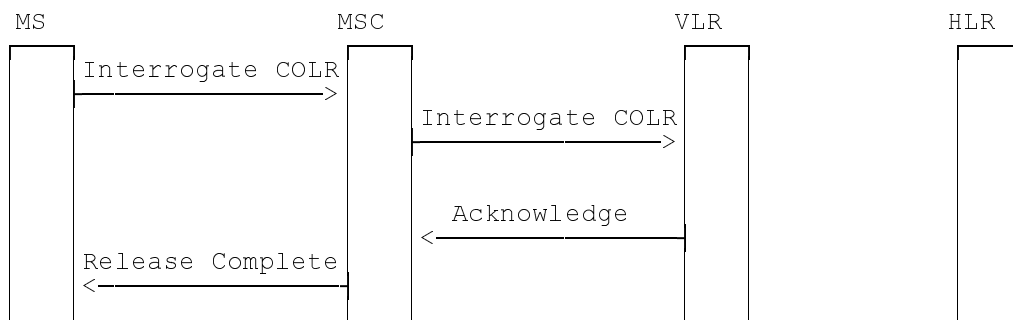 MS MSC VLR HLR
Interrogate COLR
Interrogate COLR
Acknowledge
Release Complete